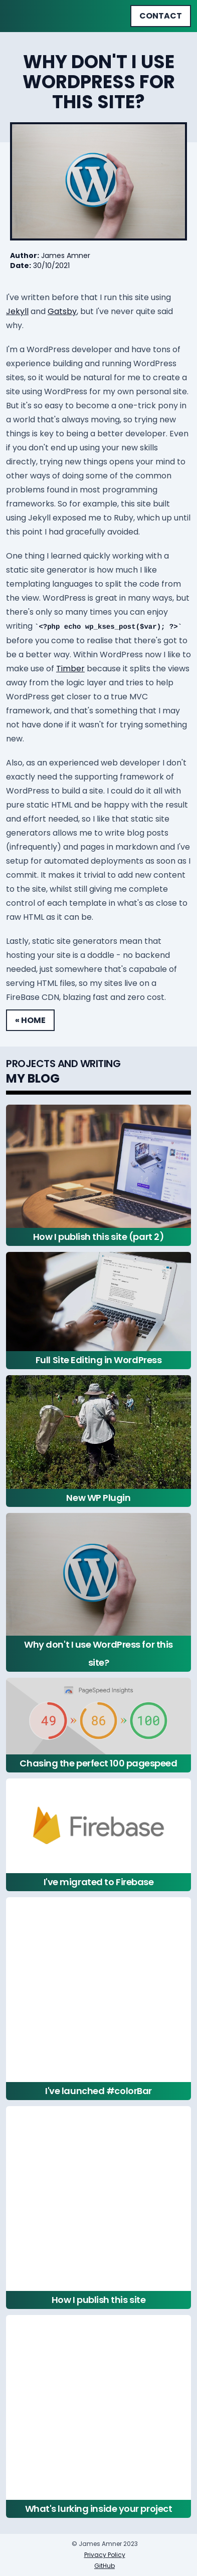 CONTACT
WHY DON'T I USE
WORDPRESS FOR
THIS SITE?
Author: James Amner
Date: 30/10/2021
I've written before that I run this site using
Jekyll and Gatsby, but I've never quite said
why.
I'm a WordPress developer and have tons of
experience building and running WordPress
sites, so it would be natural for me to create a
site using WordPress for my own personal site.
But it's so easy to become a one-trick pony in
a world that's always moving, so trying new
things is key to being a better developer. Even
if you don't end up using your new skills
directly, trying new things opens your mind to
other ways of doing some of the common
problems found in most programming
frameworks. So for example, this site built
using Jekyll exposed me to Ruby, which up until
this point I had gracefully avoided.
One thing I learned quickly working with a
static site generator is how much I like
templating languages to split the code from
the view. WordPress is great in many ways, but
there's only so many times you can enjoy
writing `<?php echo wp_kses_post($var); ?>`
before you come to realise that there's got to
be a better way. Within WordPress now I like to
make use of Timber because it splits the views
away from the logic layer and tries to help
WordPress get closer to a true MVC
framework, and that's something that I may
not have done if it wasn't for trying something
new.
Also, as an experienced web developer I don't
exactly need the supporting framework of
WordPress to build a site. I could do it all with
pure static HTML and be happy with the result
and effort needed, so I like that static site
generators allows me to write blog posts
(infrequently) and pages in markdown and I've
setup for automated deployments as soon as I
commit. It makes it trivial to add new content
to the site, whilst still giving me complete
control of each template in what's as close to
raw HTML as it can be.
Lastly, static site generators mean that
hosting your site is a doddle - no backend
needed, just somewhere that's capable of
serving HTML files, so my sites live on a
FireBase CDN, blazing fast and zero cost.
« HOME
PROJECTS AND WRITING
MY BLOG
How I publish this site (part 2)
Full Site Editing in WordPress
New WP Plugin
Why don't I use WordPress for this
site?
PageSpeed Insights
49 » 86 » 100
Chasing the perfect 100 pagespeed
Firebase
I've migrated to Firebase
I've launched #colorBar
How I publish this site
What's lurking inside your project
© James Amner 2023
Privacy Policy
GitHub